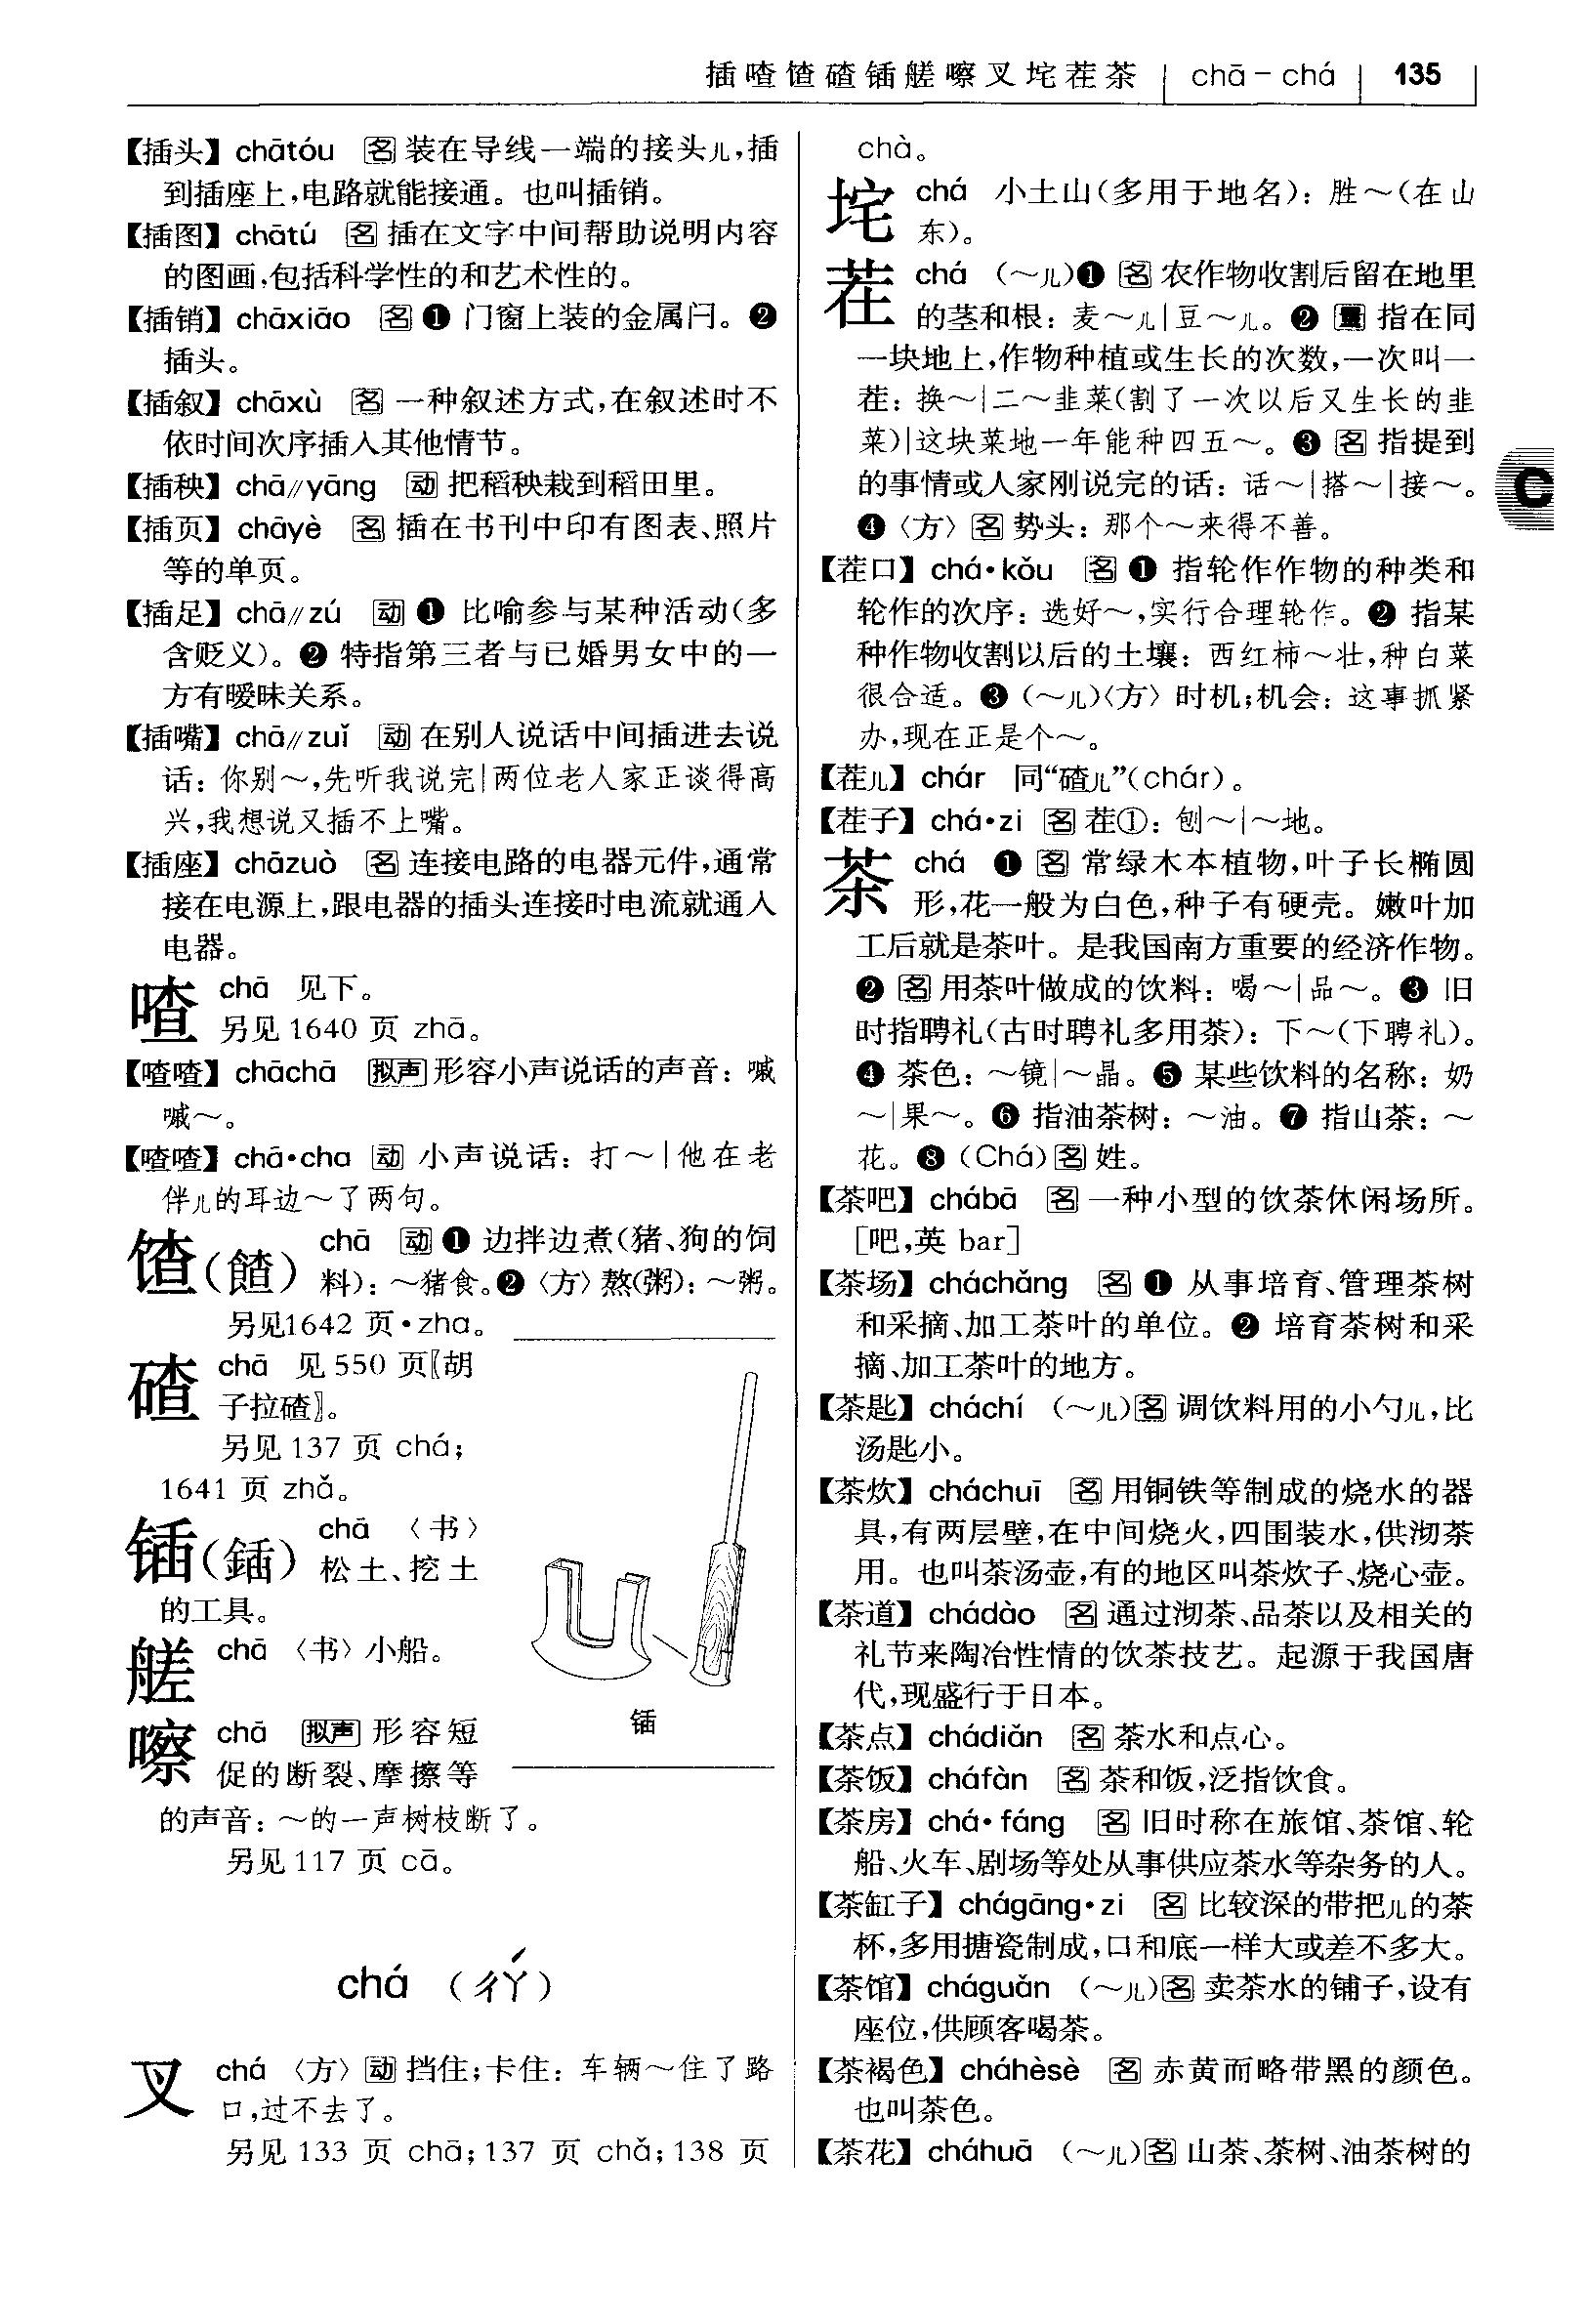 插喳馇碴锸艖嚓叉垞茬茶 chā－chá 135
【插头】chātóu 名 装在导线一端的接头儿,插
到插座上,电路就能接通。也叫插销。
【插图】chātú 名 插在文字中间帮助说明内容
的图画,包括科学性的和艺术性的。
【插销】chāxiāo 名 ❶ 门窗上装的金属闩。❷
插头。
【插叙】chāxù 名 一种叙述方式,在叙述时不
依时间次序插入其他情节。
【插秧】chā//yāng 动 把稻秧栽到稻田里。
【插页】chāyè 名 插在书刊中印有图表、照片
等的单页。
【插足】chā//zú 动 ❶ 比喻参与某种活动(多
含贬义)。❷ 特指第三者与已婚男女中的一
方有暧昧关系。
【插嘴】chā//zuǐ 动 在别人说话中间插进去说
话：你别～,先听我说完|两位老人家正谈得高
兴,我想说又插不上嘴。
【插座】chāzuò 名 连接电路的电器元件,通常
接在电源上,跟电器的插头连接时电流就通入
电器。
喳 chā 见下。
另见 1640 页 zhā。
【喳喳】chāchā 拟声 形容小声说话的声音：喊
喊～。
【喳喳】chā·cha 动 小声说话：打～|他在老
伴儿的耳边～了两句。
馇(餷) chā 动 ❶ 边拌边煮(猪、狗的饲
料)：～猪食。❷〈方〉熬(粥)：～粥。
另见1642 页·zha。
碴 chā 见 550 页〖胡
子拉碴〗。
另见 137 页 chá;
1641 页 zhǎ。
锸(鍤) chā 〈书〉
松土、挖土
的工具。
艖 chā 〈书〉小船。
嚓 chā 拟声 形容短
促的断裂、摩擦等
的声音：～的一声树枝断了。
另见 117 页 cā。
锸
chá (ㄔㄚˊ)
叉 chá 〈方〉动 挡住;卡住：车辆～住了路
口,过不去了。
另见 133 页 chā;137 页 chǎ;138 页
chà。
垞 chá 小土山(多用于地名)：胜～(在山
东)。
茬 chá (～儿)❶ 名 农作物收割后留在地里
的茎和根：麦～儿|豆～儿。❷ 量 指在同
一块地上,作物种植或生长的次数,一次叫一
茬：换～|二～韭菜(割了一次以后又生长的韭
菜)|这块菜地一年能种四五～。❸ 名 指提到
的事情或人家刚说完的话：话～|搭～|接～。
❹〈方〉名 势头：那个～来得不善。
【茬口】chá·kǒu 名 ❶ 指轮作作物的种类和
轮作的次序：选好～,实行合理轮作。❷ 指某
种作物收割以后的土壤：西红柿～壮,种白菜
很合适。❸ (～儿)〈方〉时机;机会：这事抓紧
办,现在正是个～。
【茬儿】chár 同“碴儿”(chár)。
【茬子】chá·zi 名 茬①：刨～|～地。
茶 chá ❶ 名 常绿木本植物,叶子长椭圆
形,花一般为白色,种子有硬壳。嫩叶加
工后就是茶叶。是我国南方重要的经济作物。
❷ 名 用茶叶做成的饮料：喝～|品～。❸ 旧
时指聘礼(古时聘礼多用茶)：下～(下聘礼)。
❹ 茶色：～镜|～晶。❺ 某些饮料的名称：奶
～|果～。❻ 指油茶树：～油。❼ 指山茶：～
花。❽ (Chá)名 姓。
【茶吧】chábā 名 一种小型的饮茶休闲场所。
[吧,英 bar]
【茶场】cháchǎng 名 ❶ 从事培育、管理茶树
和采摘、加工茶叶的单位。❷ 培育茶树和采
摘、加工茶叶的地方。
【茶匙】cháchí (～儿)名 调饮料用的小勺儿,比
汤匙小。
【茶炊】cháchuī 名 用铜铁等制成的烧水的器
具,有两层壁,在中间烧火,四围装水,供沏茶
用。也叫茶汤壶,有的地区叫茶炊子、烧心壶。
【茶道】chádào 名 通过沏茶、品茶以及相关的
礼节来陶冶性情的饮茶技艺。起源于我国唐
代,现盛行于日本。
【茶点】chádiǎn 名 茶水和点心。
【茶饭】cháfàn 名 茶和饭,泛指饮食。
【茶房】chá·fáng 名 旧时称在旅馆、茶馆、轮
船、火车、剧场等处从事供应茶水等杂务的人。
【茶缸子】chágāng·zi 名 比较深的带把儿的茶
杯,多用搪瓷制成,口和底一样大或差不多大。
【茶馆】cháguǎn (～儿)名 卖茶水的铺子,设有
座位,供顾客喝茶。
【茶褐色】cháhèsè 名 赤黄而略带黑的颜色。
也叫茶色。
【茶花】cháhuā (～儿)名 山茶、茶树、油茶树的
C